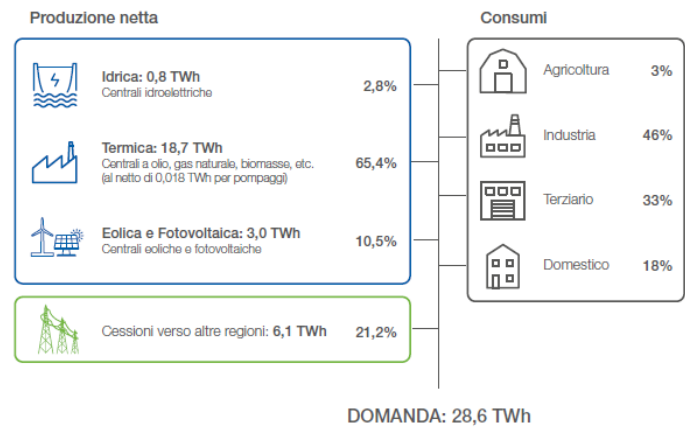 Produzione netta
Idrica: 0,8 TWh
Centrali idroelettriche
2,8%
Termica: 18,7 TWh
Centrali a olio, gas naturale, biomasse, etc.
(al netto di 0,018 TWh per pompaggi)
65,4%
Eolica e Fotovoltaica: 3,0 TWh
Centrali eoliche e fotovoltaiche
10,5%
Cessioni verso altre regioni: 6,1 TWh
21,2%
Consumi
Agricoltura 3%
Industria 46%
Terziario 33%
Domestico 18%
DOMANDA: 28,6 TWh